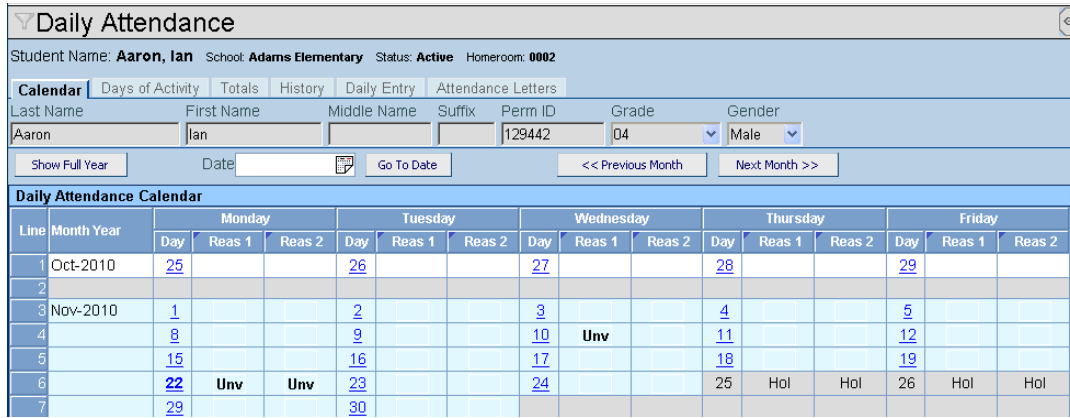 Daily Attendance
Student Name: Aaron, Ian School: Adams Elementary Status: Active Homeroom: 0002
Calendar Days of Activity Totals History Daily Entry Attendance Letters
Last Name First Name Middle Name Suffix Perm ID Grade Gender
Aaron Ian 129442 04 Male
Show Full Year Date Go To Date << Previous Month Next Month >>
Daily Attendance Calendar
Line Month Year Monday Tuesday Wednesday Thursday Friday
Day Reas 1 Reas 2 Day Reas 1 Reas 2 Day Reas 1 Reas 2 Day Reas 1 Reas 2 Day Reas 1 Reas 2
1 Oct-2010 25 26 27 28 29
2
3 Nov-2010 1 2 3 4 5
4 8 9 10 Unv 11 12
5 15 16 17 18 19
6 22 Unv Unv 23 24 25 Hol Hol 26 Hol Hol
7 29 30